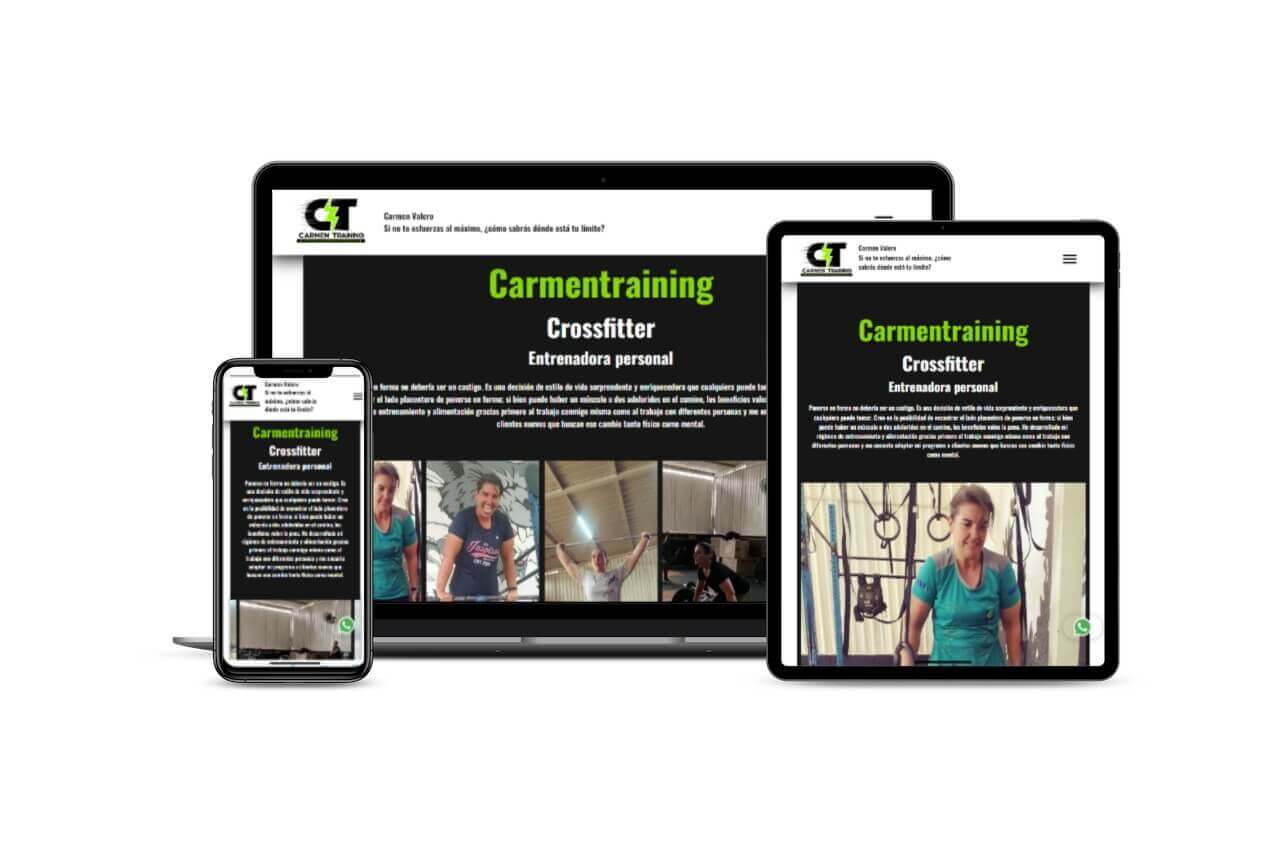 CT
CARMEN TRAINING
Carmen Valero
Si no te esfuerzas al máximo, ¿cómo sabrás dónde está tu límite?
Carmentraining
Crossfitter
Entrenadora personal
en forma no debería ser un castigo. Es una decisión de estilo de vida sorprendente y enriquecedora que cualquiera puede
el lado placentero de ponerse en forma; si bien puede haber un músculo o dos adoloridos en el camino, los beneficios
entrenamiento y alimentación gracias primero al trabajo conmigo misma como al trabajo con diferentes personas y me
clientes nuevos que buscan ese cambio tanto físico como mental.
CT
CARMEN TRAINING
Carmen Valero
Si no te esfuerzas al máximo, ¿cómo
sabrás dónde está tu límite?
Carmentraining
Crossfitter
Entrenadora personal
Ponerse en forma no debería ser un castigo. Es una decisión de estilo de vida sorprendente y enriquecedora que
cualquiera puede tomar. Creo en la posibilidad de encontrar el lado placentero de ponerse en forma; si bien
puede haber un músculo o dos adoloridos en el camino, los beneficios valen la pena. He desarrollado mi
régimen de entrenamiento y alimentación gracias primero al trabajo conmigo misma como al trabajo con
diferentes personas y me encanta adaptar mi programa a clientes nuevos que buscan ese cambio tanto físico
como mental.
CT
Carmen Valero
Si no te esfuerzas al
máximo, ¿cómo sabrás
dónde está tu límite?
Carmentraining
Crossfitter
Entrenadora personal
Ponerse en forma no debería ser un castigo. Es
una decisión de estilo de vida sorprendente y
enriquecedora que cualquiera puede tomar. Creo
en la posibilidad de encontrar el lado placentero
de ponerse en forma; si bien puede haber un
músculo o dos adoloridos en el camino, los
beneficios valen la pena. He desarrollado mi
régimen de entrenamiento y alimentación gracias
primero al trabajo conmigo misma como al
trabajo con diferentes personas y me encanta
adaptar mi programa a clientes nuevos que
buscan ese cambio tanto físico como mental.